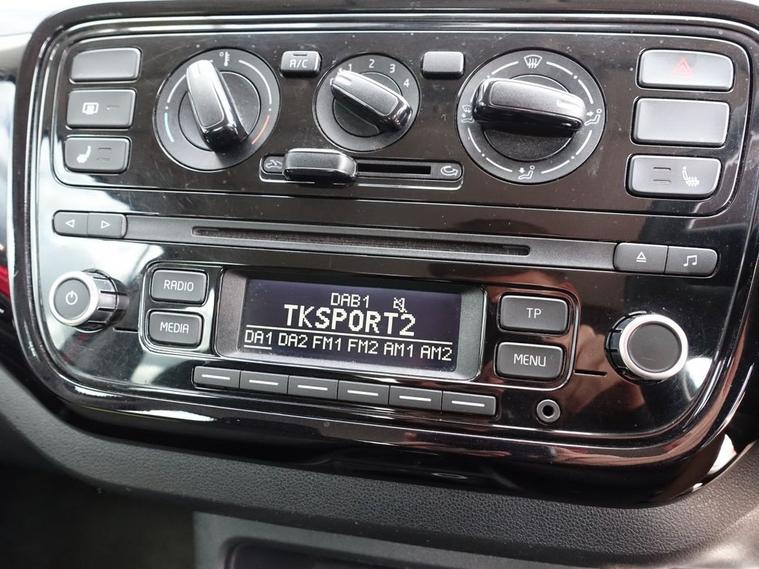 A/C
1 2 3 4
RADIO
MEDIA
DAB1
TKSPORT2
DA1 DA2 FM1 FM2 AM1 AM2
TP
MENU